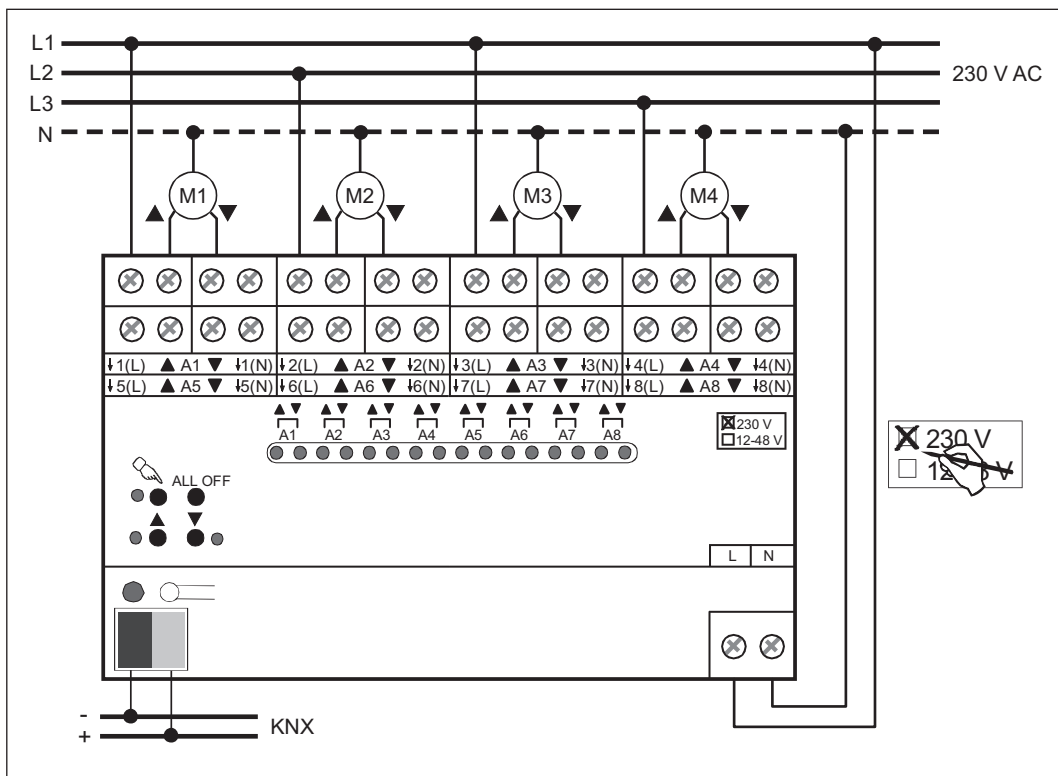 L1
L2
230 V AC
L3
N
M1 M2 M3 M4
▲ ▼ ▲ ▼ ▲ ▼ ▲ ▼
↓1(L) ▲ A1 ▼ ↓1(N) ↓2(L) ▲ A2 ▼ ↓2(N) ↓3(L) ▲ A3 ▼ ↓3(N) ↓4(L) ▲ A4 ▼ ↓4(N)
↓5(L) ▲ A5 ▼ ↓5(N) ↓6(L) ▲ A6 ▼ ↓6(N) ↓7(L) ▲ A7 ▼ ↓7(N) ↓8(L) ▲ A8 ▼ ↓8(N)
▲▼ ▲▼ ▲▼ ▲▼ ▲▼ ▲▼ ▲▼ ▲▼
A1 A2 A3 A4 A5 A6 A7 A8
230 V
12-48 V
230 V
V
ALL OFF
▲ ▼
L N
-
+
KNX